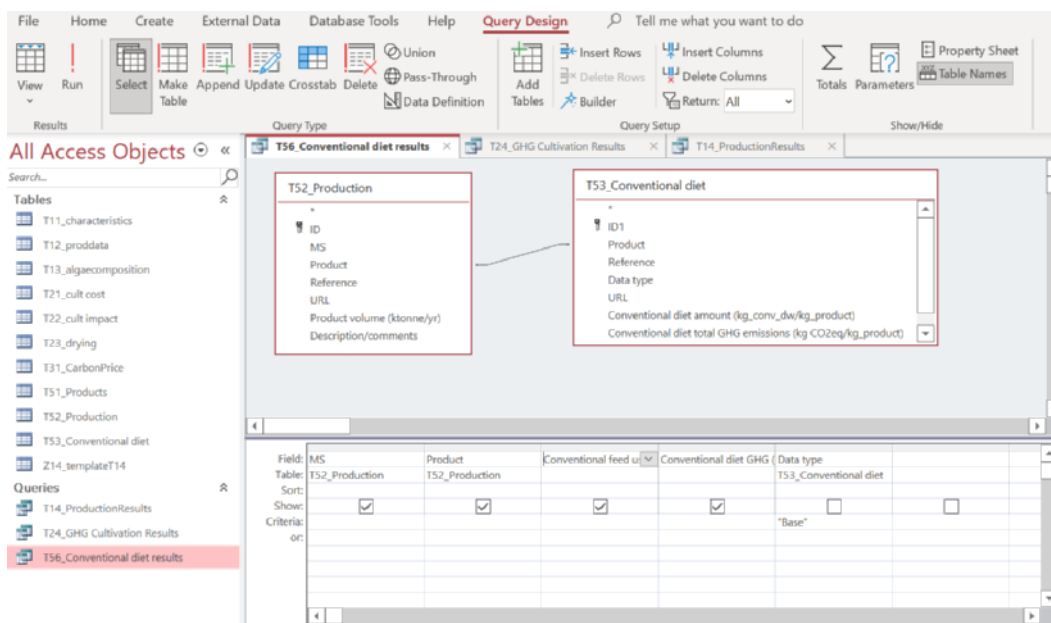 File Home Create External Data Database Tools Help Query Design Tell me what you want to do
View Run Select Make Table Append Update Crosstab Delete
Union
Pass-Through
Data Definition
Add Tables
Insert Rows
Delete Rows
Builder
Insert Columns
Delete Columns
Return: All
Totals Parameters
Property Sheet
Table Names
Results Query Type Query Setup Show/Hide
All Access Objects «
Search...
Tables
T11_characteristics
T12_proddata
T13_algaecomposition
T21_cult cost
T22_cult impact
T23_drying
T31_CarbonPrice
T51_Products
T52_Production
T53_Conventional diet
Z14_templateT14
Queries
T14_ProductionResults
T24_GHG Cultivation Results
T56_Conventional diet results
T56_Conventional diet results × T24_GHG Cultivation Results × T14_ProductionResults ×
T52_Production
*
ID
MS
Product
Reference
URL
Product volume (ktonne/yr)
Description/comments
T53_Conventional diet
*
ID1
Product
Reference
Data type
URL
Conventional diet amount (kg_conv_dw/kg_product)
Conventional diet total GHG emissions (kg CO2eq/kg_product)
Field: MS Product Conventional feed u Conventional diet GHG ( Data type
Table: T52_Production T52_Production T53_Conventional diet
Sort:
Show:
Criteria: "Base"
or: